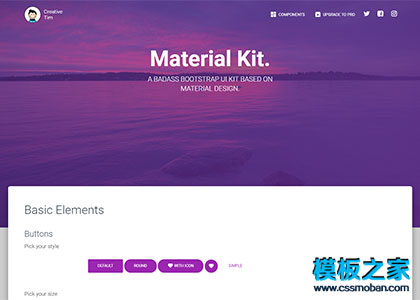 Creative
Tim
COMPONENTS
UPGRADE TO PRO
Material Kit.
A BADASS BOOTSTRAP UI KIT BASED ON
MATERIAL DESIGN.
Basic Elements
Buttons
Pick your style
DEFAULT
ROUND
WITH ICON
SIMPLE
Pick your size
模板之家
www.cssmoban.com